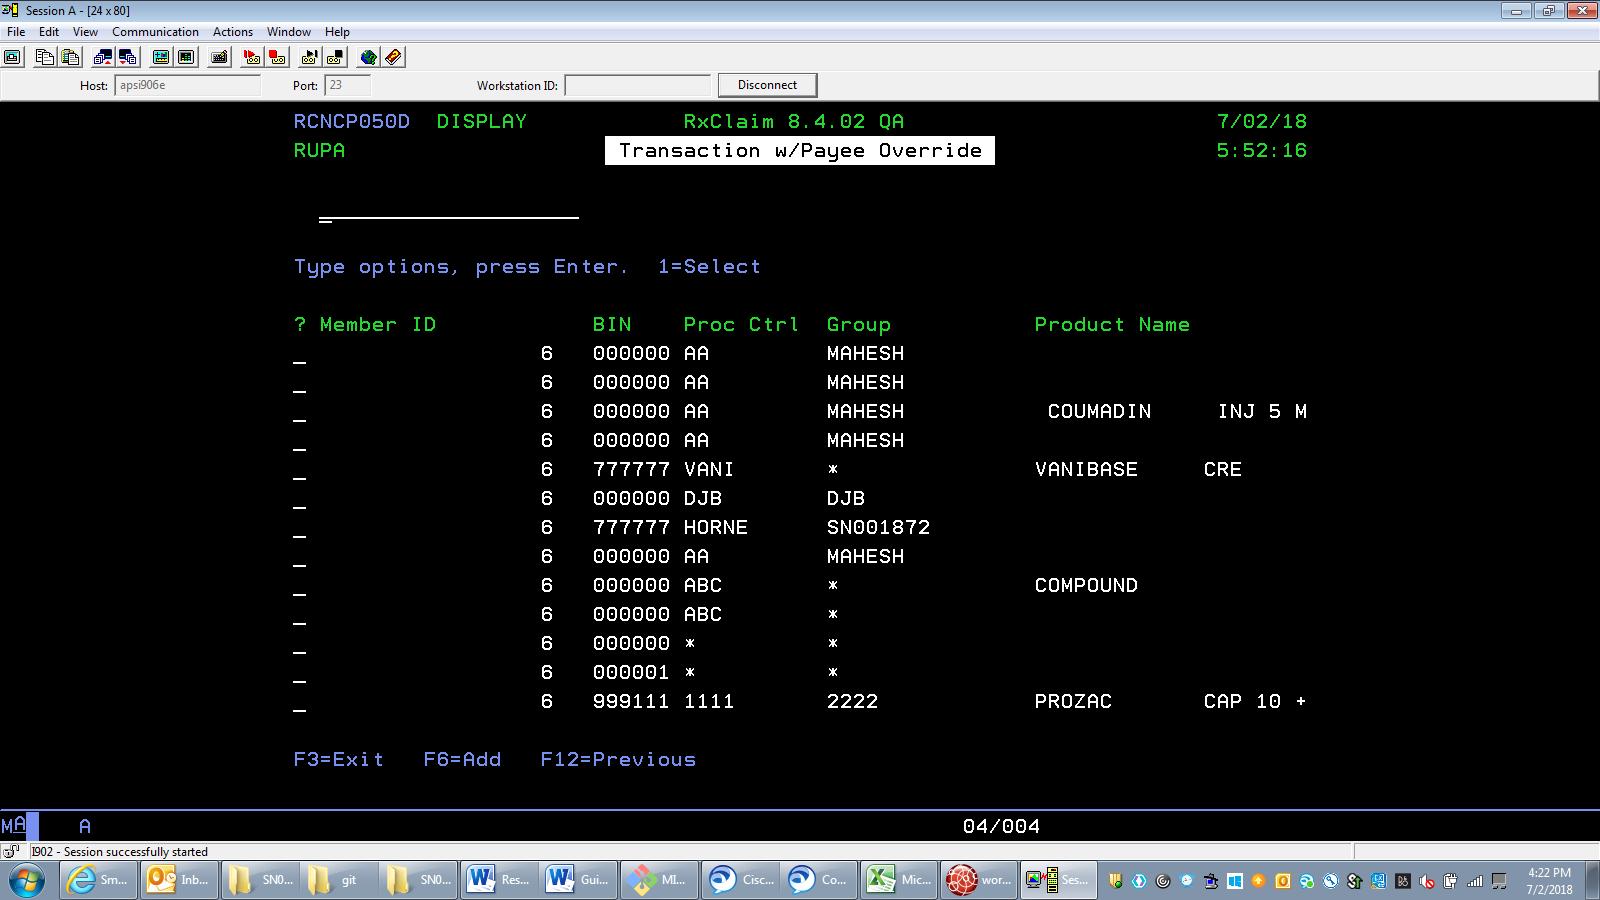 Session A - [24 x 80]
File Edit View Communication Actions Window Help
Host: apsi906e Port: 23 Workstation ID: Disconnect
RCNCP050D DISPLAY RxClaim 8.4.02 QA 7/02/18
RUPA Transaction w/Payee Override 5:52:16
Type options, press Enter. 1=Select
? Member ID BIN Proc Ctrl Group Product Name
6 000000 AA MAHESH
6 000000 AA MAHESH
6 000000 AA MAHESH COUMADIN INJ 5 M
6 000000 AA MAHESH
6 777777 VANI * VANIBASE CRE
6 000000 DJB DJB
6 777777 HORNE SN001872
6 000000 AA MAHESH
6 000000 ABC * COMPOUND
6 000000 ABC *
6 000000 * *
6 000001 * *
6 999111 1111 2222 PROZAC CAP 10 +
F3=Exit F6=Add F12=Previous
MA A 04/004
I902 - Session successfully started
Sm... Inb... SN0... git SN0... Res... Gui... MI... Cisc... Co... Mic... wor... Ses... 4:22 PM
7/2/2018